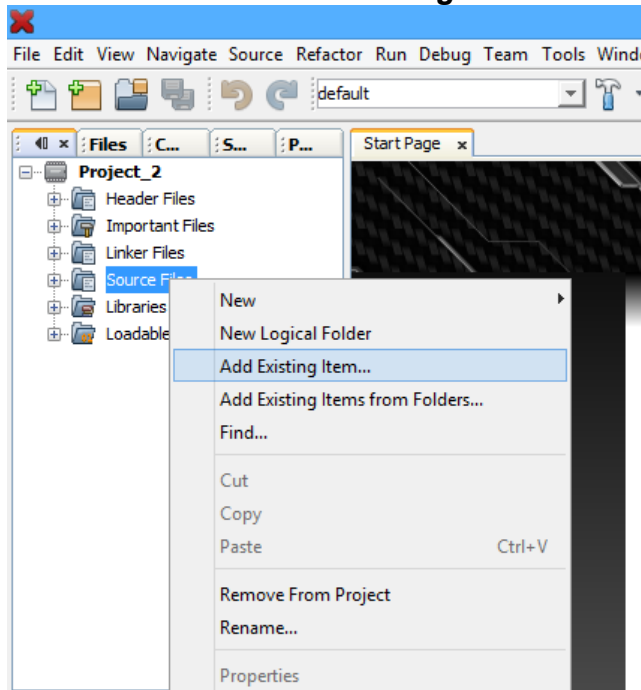 File Edit View Navigate Source Refactor Run Debug Team Tools
default
Files C... S... P... Start Page
Project_2
Header Files
Important Files
Linker Files
Source Files
Libraries
Loadable
New
New Logical Folder
Add Existing Item...
Add Existing Items from Folders...
Find...
Cut
Copy
Paste Ctrl+V
Remove From Project
Rename...
Properties